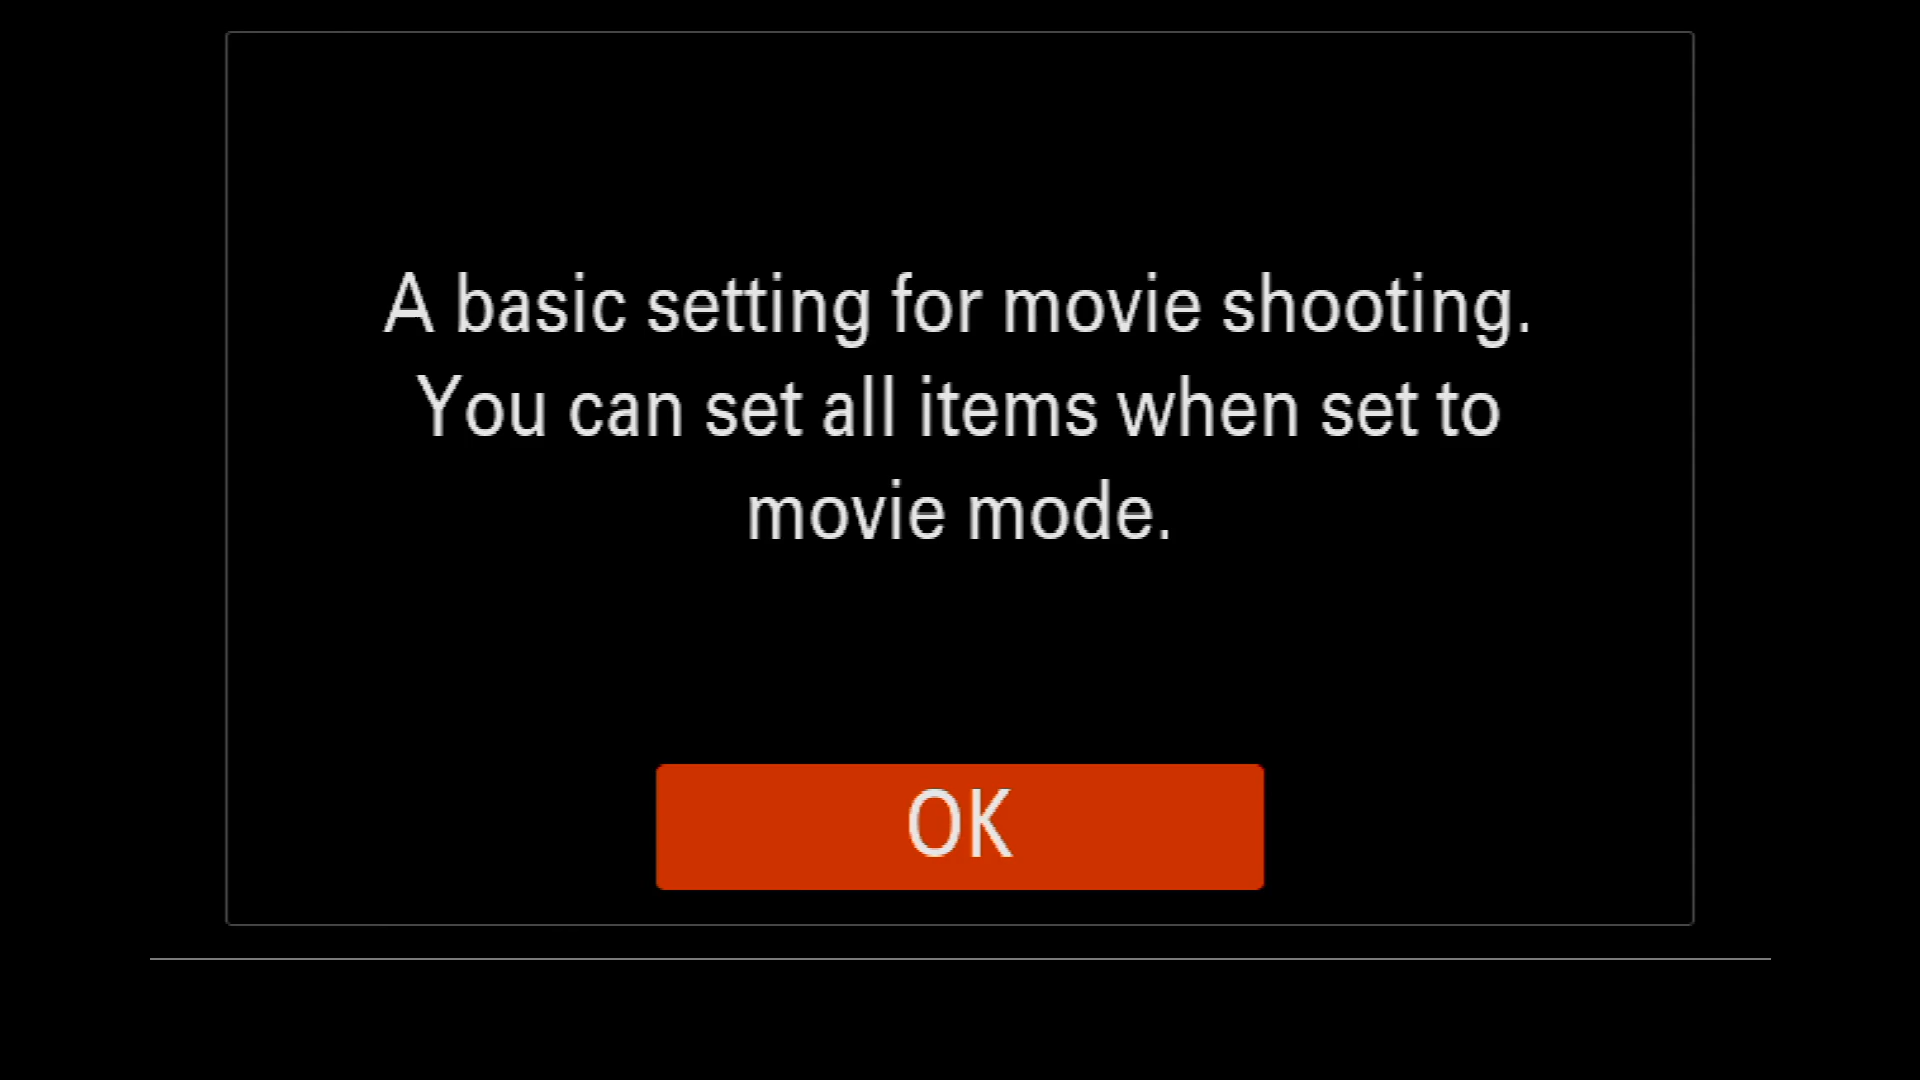 A basic setting for movie shooting.
You can set all items when set to
movie mode.
OK